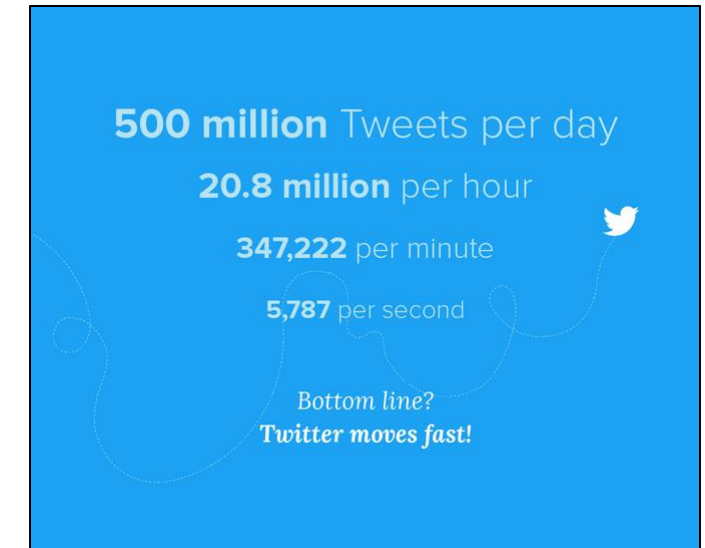 500 million Tweets per day
20.8 million per hour
347,222 per minute
5,787 per second
Bottom line?
Twitter moves fast!